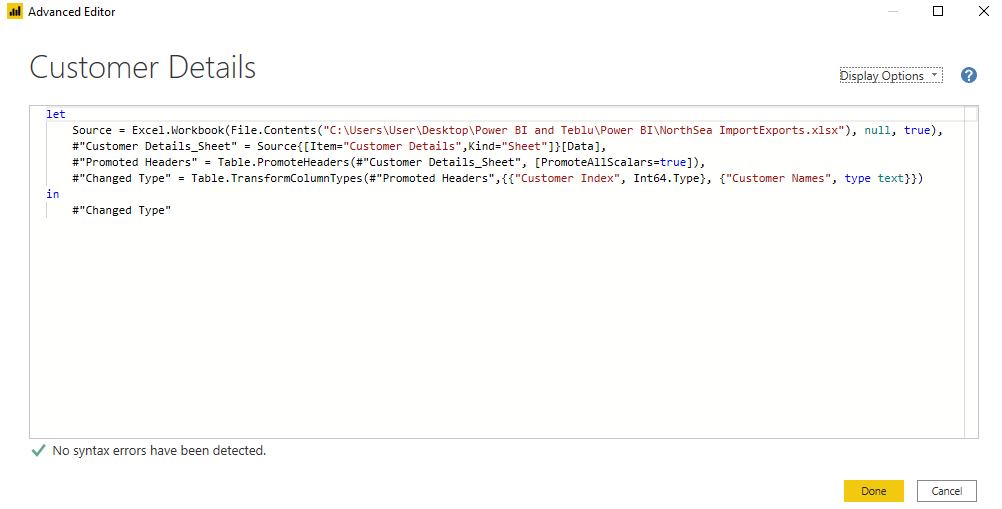 Advanced Editor
Customer Details
Display Options
?
let
    Source = Excel.Workbook(File.Contents("C:\Users\User\Desktop\Power BI and Teblu\Power BI\NorthSea ImportExports.xlsx"), null, true),
    #"Customer Details_Sheet" = Source{[Item="Customer Details",Kind="Sheet"]}[Data],
    #"Promoted Headers" = Table.PromoteHeaders(#"Customer Details_Sheet", [PromoteAllScalars=true]),
    #"Changed Type" = Table.TransformColumnTypes(#"Promoted Headers",{{"Customer Index", Int64.Type}, {"Customer Names", type text}})
in
    #"Changed Type"
No syntax errors have been detected.
Done
Cancel